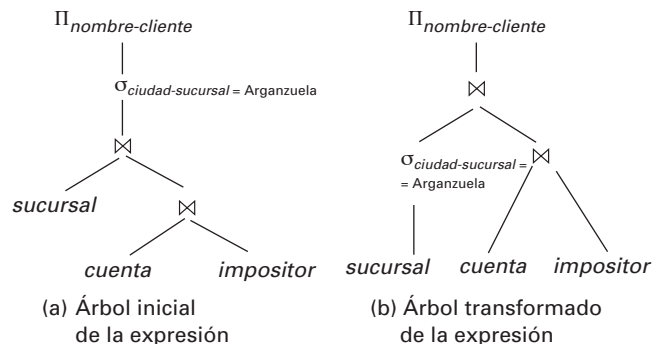 Π nombre-cliente
σ ciudad-sucursal = Arganzuela
⋈
sucursal
⋈
cuenta
impositor
(a) Árbol inicial
de la expresión
Π nombre-cliente
⋈
σ ciudad-sucursal =
= Arganzuela
⋈
sucursal
cuenta
impositor
(b) Árbol transformado
de la expresión